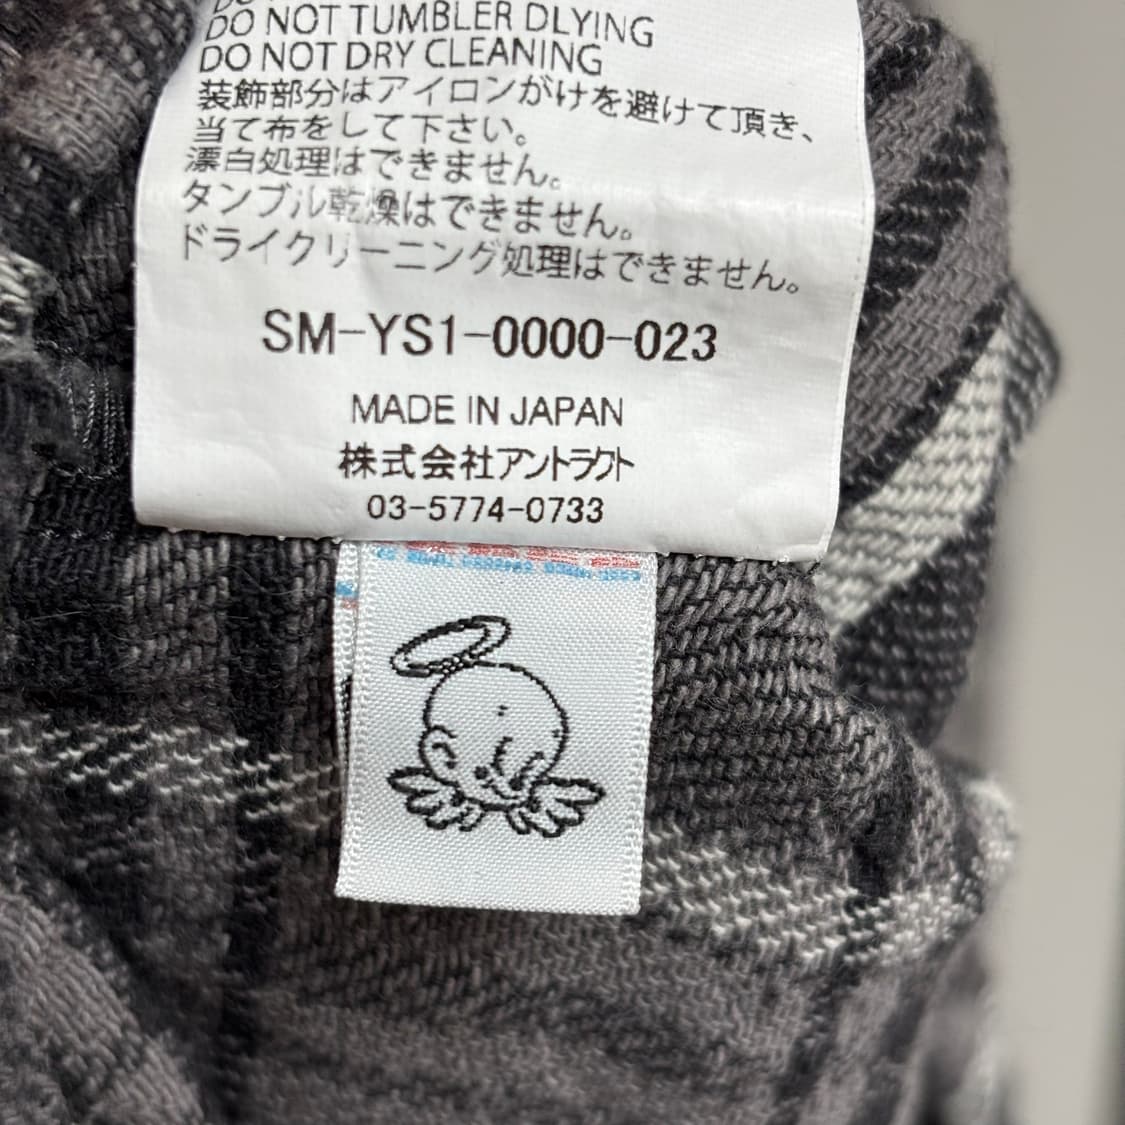 DO NOT TUMBLER DLYING
DO NOT DRY CLEANING
装飾部分はアイロンがけを避けて頂き、
当て布をして下さい。
漂白処理はできません。
タンブル乾燥はできません。
ドライクリーニング処理はできません。
SM-YS1-0000-023
MADE IN JAPAN
株式会社アントラクト
03-5774-0733